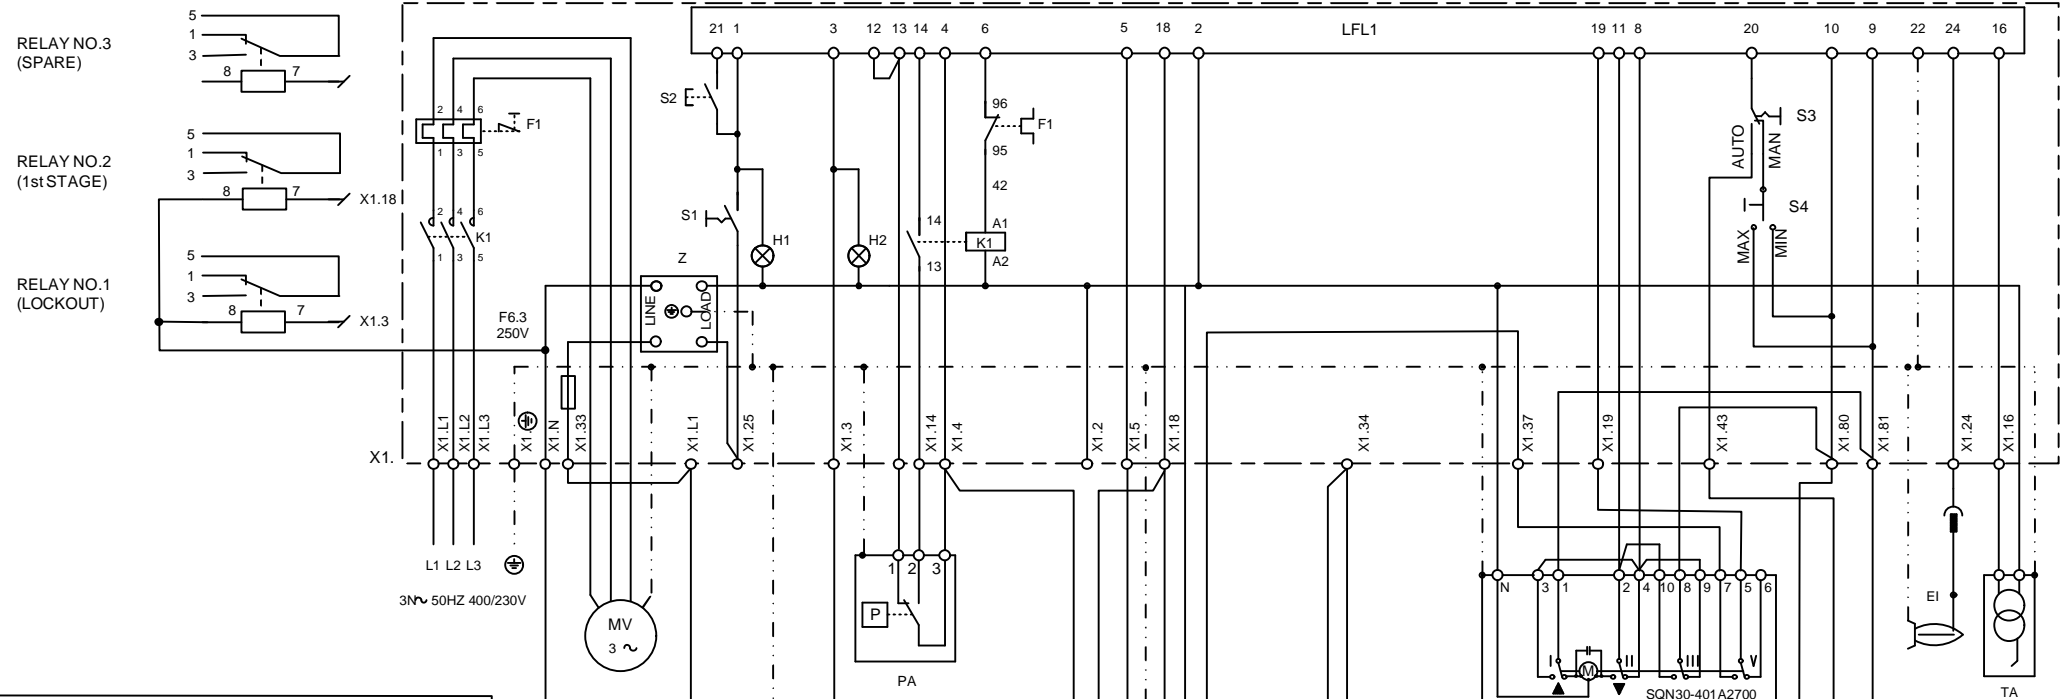 21 1 3 12 13 14 4 6 5 18 2 LFL1 19 11 8 20 10 9 22 24 16
RELAY NO.3
(SPARE)
5
1
3
8 7
RELAY NO.2
(1st STAGE)
5
1
3
8 7 X1.18
RELAY NO.1
(LOCKOUT)
5
1
3
8 7 X1.3
2 4 6
F1
1 3 5
2 4 6
K1
1 3 5
S2
S1
H1
H2
96
F1
95
42
14
A1
K1
A2
13
S3
AUTO
MAN
S4
MAX
MIN
Z
LINE
LOAD
F6.3
250V
X1.
X1.L1
X1.L2
X1.L3
X1.
X1.N
X1.33
X1.L1
X1.25
X1.3
X1.14
X1.4
X1.2
X1.5
X1.18
X1.34
X1.37
X1.19
X1.43
X1.80
X1.81
X1.24
X1.16
L1 L2 L3
3N~ 50HZ 400/230V
MV
3 ~
1 2 3
P
PA
N 3 1 2 4 10 8 9 7 5 6
I M II III V
SQN30-401A2700
EI
TA